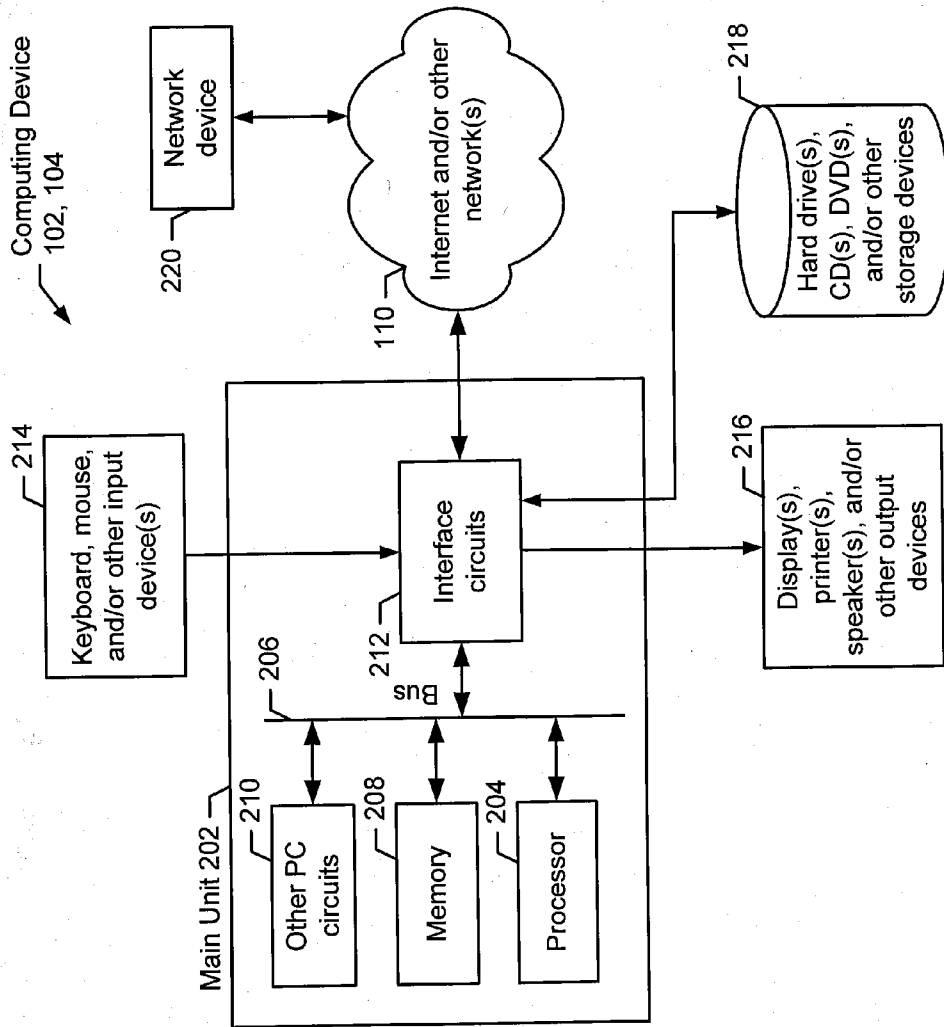 Computing Device
102, 104
214
Keyboard, mouse,
and/or other input
device(s)
220
Network
device
Main Unit 202
210
Other PC
circuits
206
Bus
208
Memory
204
Processor
212
Interface
circuits
110
Internet and/or other
network(s)
216
Display(s),
printer(s),
speaker(s), and/or
other output
devices
218
Hard drive(s),
CD(s), DVD(s),
and/or other
storage devices